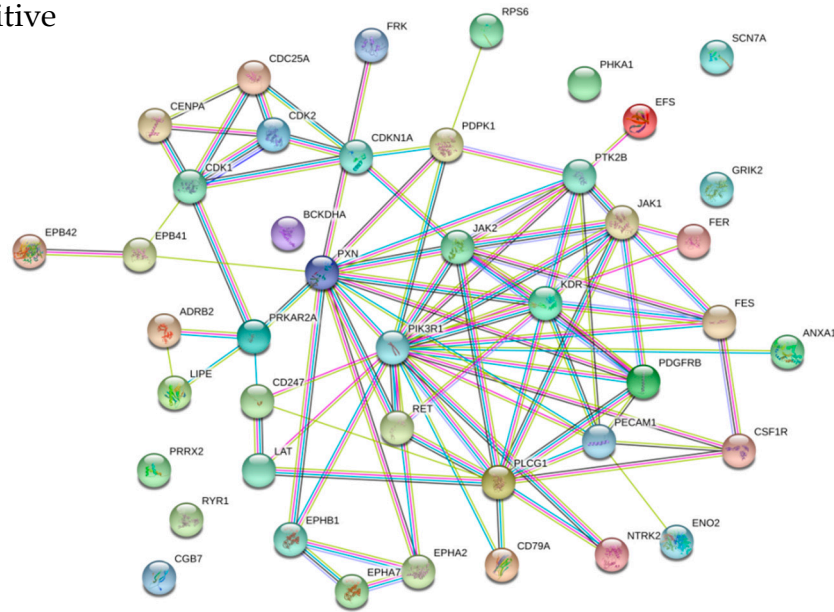 itive
RPS6
FRK
SCN7A
CDC25A
PHKA1
EFS
CENPA
CDK2
CDKN1A
PDPK1
PTK2B
CDK1
GRIK2
BCKDHA
JAK1
FER
JAK2
EPB42
EPB41
PXN
KDR
ADRB2
PRKAR2A
FES
PIK3R1
ANXA1
LIPE
PDGFRB
CD247
RET
PECAM1
CSF1R
PRRX2
LAT
PLCG1
RYR1
EPHB1
ENO2
NTRK2
CGB7
EPHA2
CD79A
EPHA7